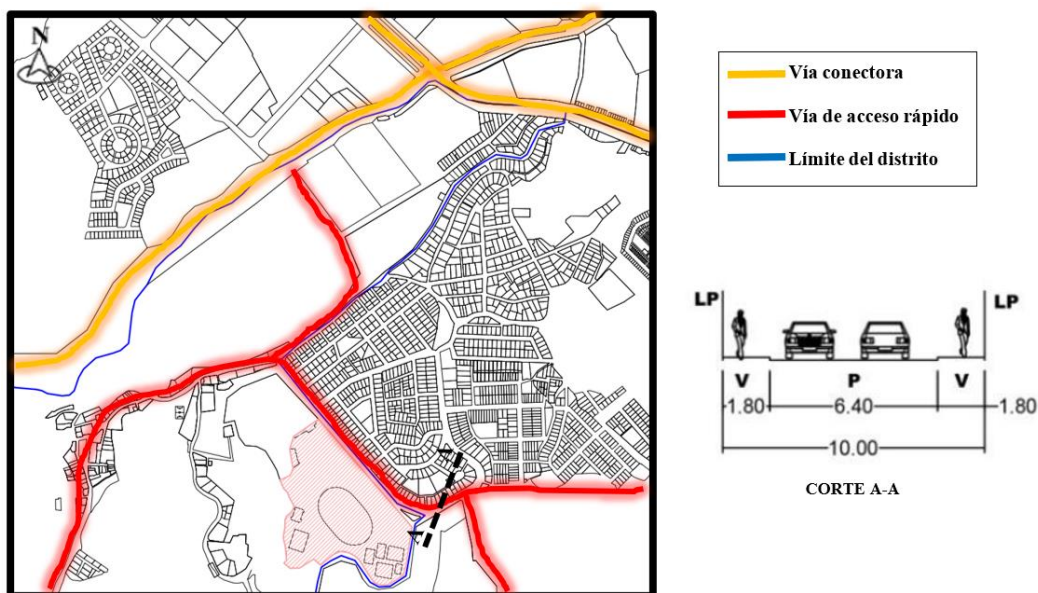 N
Vía conectora
Vía de acceso rápido
Límite del distrito
A
A
LP
LP
V
P
V
1.80
6.40
1.80
10.00
CORTE A-A